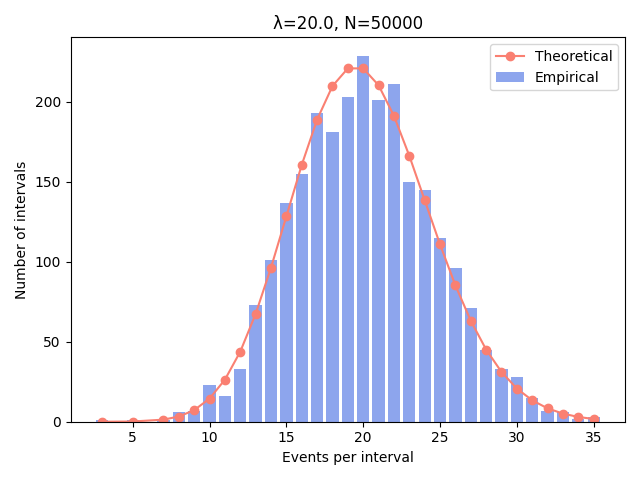 λ=20.0, N=50000
Theoretical
Empirical
Number of intervals
200
150
100
50
0
5 10 15 20 25 30 35
Events per interval